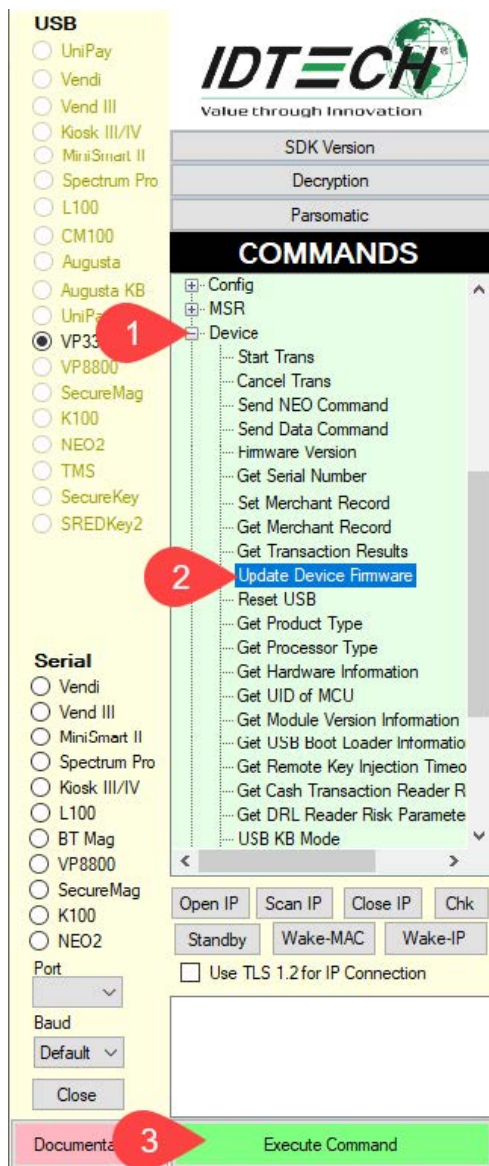 USB
UniPay
Vendi
Vend III
Kiosk III/IV
MiniSmart II
Spectrum Pro
L100
CM100
Augusta
Augusta KB
VP8800
SecureMag
K100
NEO2
TMS
SecureKey
SREDKey2
Serial
Vendi
Vend III
MiniSmart II
Spectrum Pro
Kiosk III/IV
L100
BT Mag
VP8800
SecureMag
K100
NEO2
Port
Baud
Default
Close
IDTECH®
Value through Innovation
SDK Version
Decryption
Parsomatic
COMMANDS
Config
MSR
1
Device
Start Trans
Cancel Trans
Send NEO Command
Send Data Command
Firmware Version
Get Serial Number
Set Merchant Record
Get Merchant Record
Get Transaction Results
2
Update Device Firmware
Reset USB
Get Product Type
Get Processor Type
Get Hardware Information
Get UID of MCU
Get Module Version Information
Get USB Boot Loader Informatio
Get Remote Key Injection Timeo
Get Cash Transaction Reader R
Get DRL Reader Risk Paramete
USB KB Mode
Open IP Scan IP Close IP Chk
Standby Wake-MAC Wake-IP
Use TLS 1.2 for IP Connection
3
Execute Command